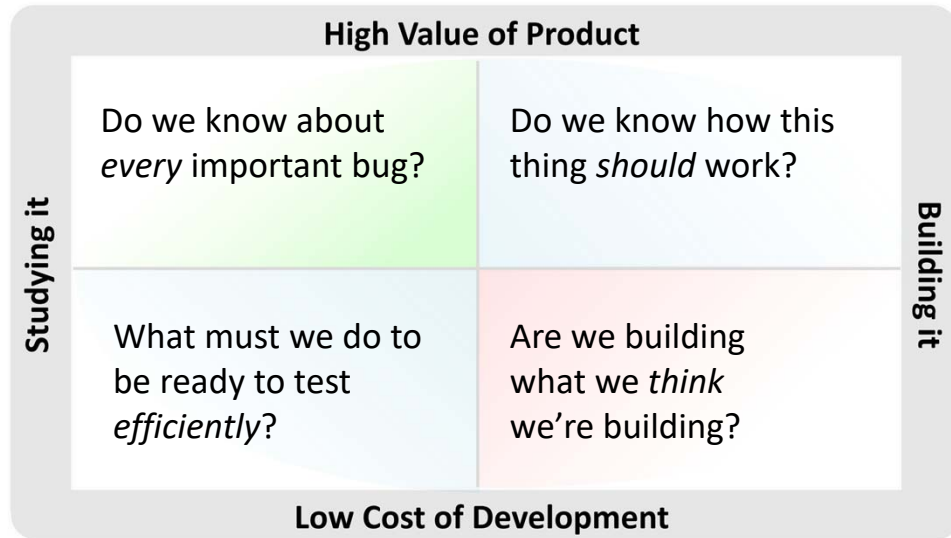 High Value of Product
Do we know about
every important bug?
Do we know how this
thing should work?
Studying it
Building it
What must we do to
be ready to test
efficiently?
Are we building
what we think
we’re building?
Low Cost of Development